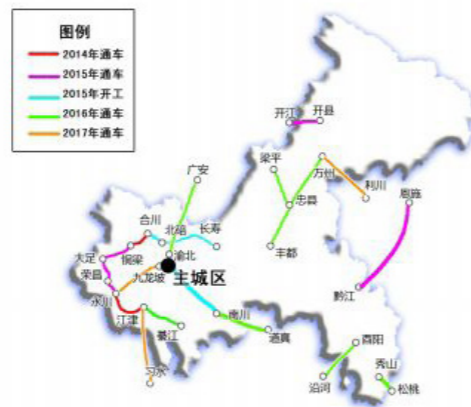 图例
2014年通车
2015年通车
2015年开工
2016年通车
2017年通车
开江
开县
广安
梁平
万州
利川
恩施
忠县
合川
北碚
长寿
丰都
铜梁
渝北
大足
九龙坡
主城区
荣昌
黔江
永川
江津
南川
綦江
道真
酉阳
习水
沿河
秀山
松桃